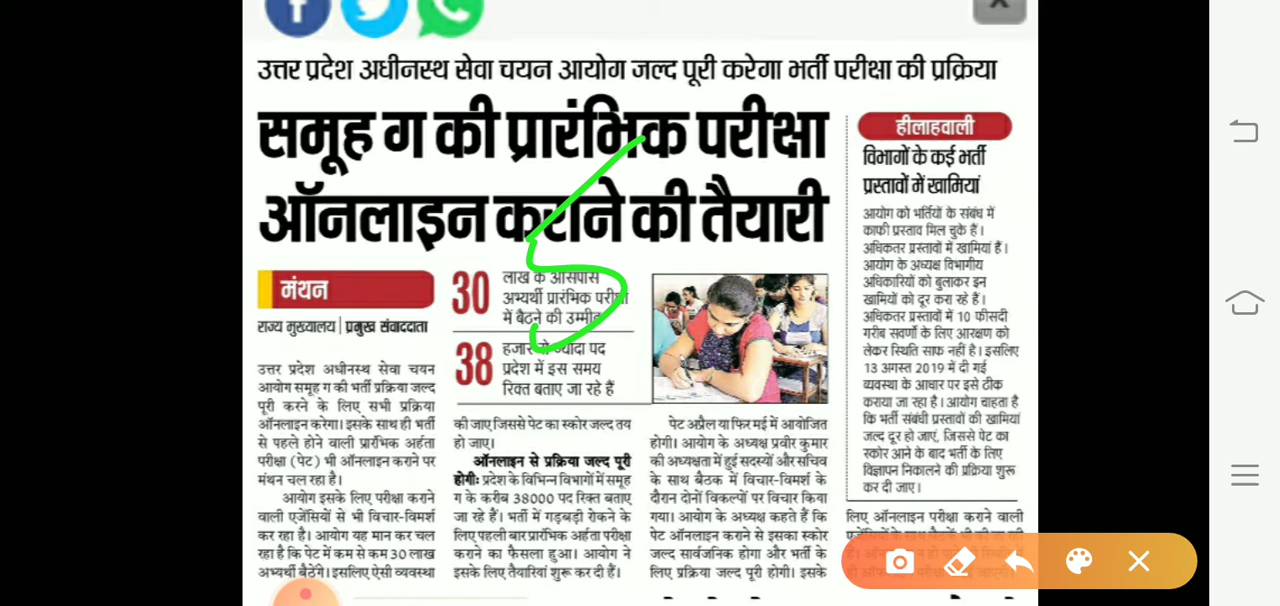 उत्तर प्रदेश अधीनस्थ सेवा चयन आयोग जल्द पूरी करेगा भर्ती परीक्षा की प्रक्रिया
समूह ग की प्रारंभिक परीक्षा
ऑनलाइन कराने की तैयारी
मंथन
राज्य मुख्यालय | प्रमुख संवाददाता
उत्तर प्रदेश अधीनस्थ सेवा चयन
आयोग समूह ग की भर्ती प्रक्रिया जल्द
पूरी करने के लिए सभी प्रक्रिया
ऑनलाइन करेगा। इसके साथ ही भर्ती
से पहले होने वाली प्रारंभिक अर्हता
परीक्षा (पेट) भी ऑनलाइन कराने पर
मंथन चल रहा है।
आयोग इसके लिए परीक्षा कराने
वाली एजेंसियों से भी विचार-विमर्श
कर रहा है। आयोग यह मान कर चल
रहा है कि पेट में कम से कम 30 लाख
अभ्यर्थी बैठेंगे। इसलिए ऐसी व्यवस्था
30
लाख के आसपास
अभ्यर्थी प्रारंभिक परीक्षा
में बैठने की उम्मीद
38
हजार से ज्यादा पद
प्रदेश में इस समय
रिक्त बताए जा रहे हैं
की जाए जिससे पेट का स्कोर जल्द तय
हो जाए।
ऑनलाइन से प्रक्रिया जल्द पूरी
होगी: प्रदेश के विभिन्न विभागों में समूह
ग के करीब 38000 पद रिक्त बताए
जा रहे हैं। भर्ती में गड़बड़ी रोकने के
लिए पहली बार प्रारंभिक अर्हता परीक्षा
कराने का फैसला हुआ। आयोग ने
इसके लिए तैयारियां शुरू कर दी हैं।
पेट अप्रैल या फिर मई में आयोजित
होगी। आयोग के अध्यक्ष प्रवीर कुमार
की अध्यक्षता में हुई सदस्यों और सचिव
के साथ बैठक में विचार-विमर्श के
दौरान दोनों विकल्पों पर विचार किया
गया। आयोग के अध्यक्ष कहते हैं कि
पेट ऑनलाइन कराने से इसका स्कोर
जल्द सार्वजनिक होगा और भर्ती के
लिए प्रक्रिया जल्द पूरी होगी। इसके
हीलाहवाली
विभागों के कई भर्ती
प्रस्तावों में खामियां
आयोग को भर्तियों के संबंध में
काफी प्रस्ताव मिल चुके हैं।
अधिकतर प्रस्तावों में खामियां हैं।
आयोग के अध्यक्ष विभागीय
अधिकारियों को बुलाकर इन
खामियों को दूर करा रहे हैं।
अधिकतर प्रस्तावों में 10 फीसदी
गरीब सवर्णों के लिए आरक्षण को
लेकर स्थिति साफ नहीं है। इसलिए
13 अगस्त 2019 में दी गई
व्यवस्था के आधार पर इसे ठीक
कराया जा रहा है। आयोग चाहता है
कि भर्ती संबंधी प्रस्तावों की खामियां
जल्द दूर हो जाएं, जिससे पेट का
स्कोर आने के बाद भर्ती के लिए
विज्ञापन निकालने की प्रक्रिया शुरू
कर दी जाए।
लिए ऑनलाइन परीक्षा कराने वाली